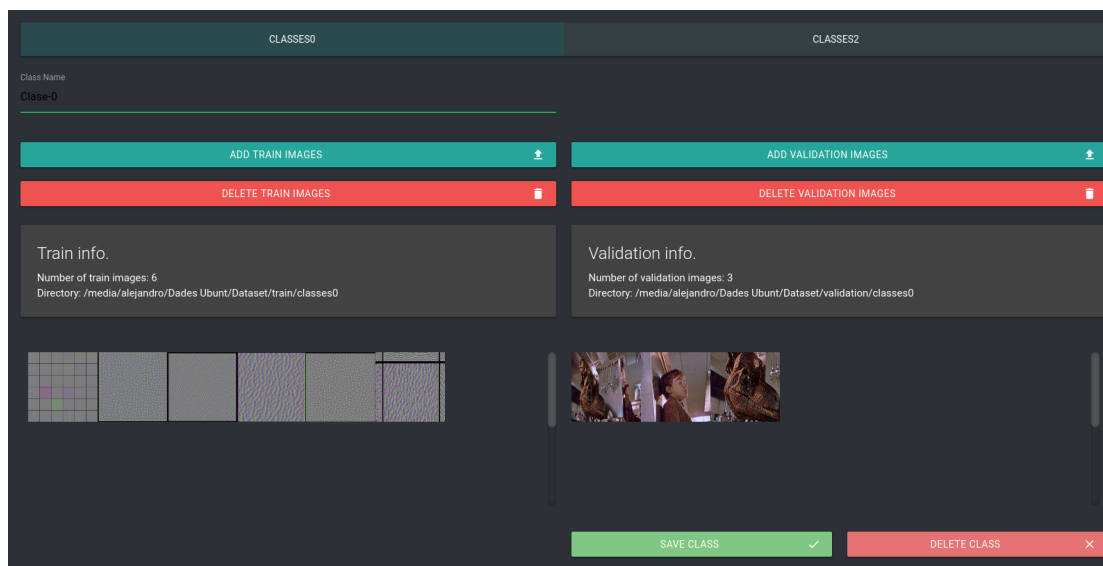 CLASSES0
CLASSES2
Class Name
Clase-0
ADD TRAIN IMAGES
ADD VALIDATION IMAGES
DELETE TRAIN IMAGES
DELETE VALIDATION IMAGES
Train info.
Number of train images: 6
Directory: /media/alejandro/Dades Ubunt/Dataset/train/classes0
Validation info.
Number of validation images: 3
Directory: /media/alejandro/Dades Ubunt/Dataset/validation/classes0
SAVE CLASS
DELETE CLASS